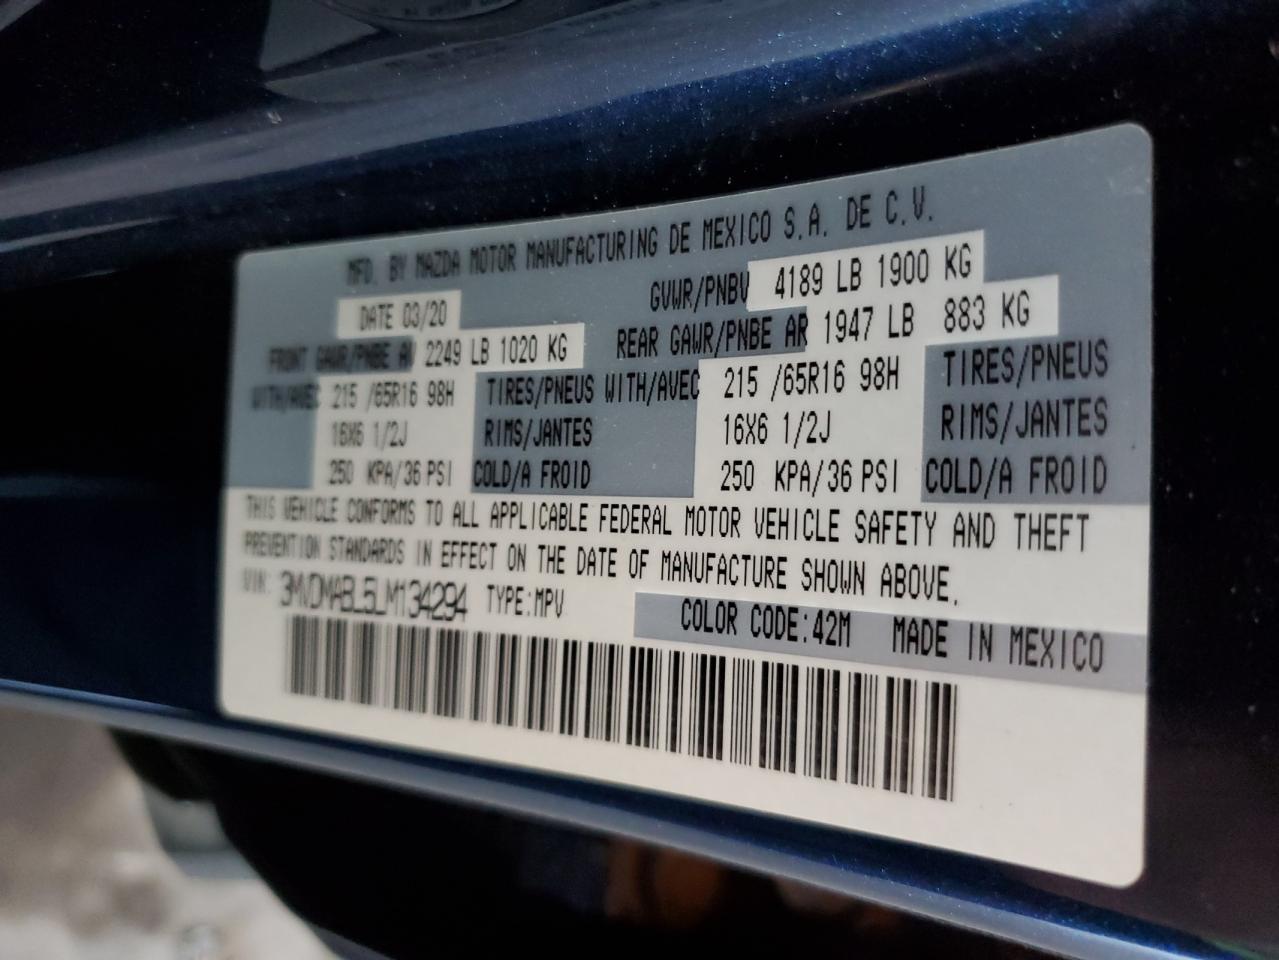 MFD. BY MAZDA MOTOR MANUFACTURING DE MEXICO S.A. DE C.V.
DATE 03/20 GVWR/PNBV 4189 LB 1900 KG
FRONT GAWR/PNBE AV 2249 LB 1020 KG REAR GAWR/PNBE AR 1947 LB 883 KG
WITH/AVEC 215 /65R16 98H TIRES/PNEUS WITH/AVEC 215 /65R16 98H TIRES/PNEUS
16X6 1/2J RIMS/JANTES 16X6 1/2J RIMS/JANTES
250 KPA/36 PSI COLD/A FROID 250 KPA/36 PSI COLD/A FROID
THIS VEHICLE CONFORMS TO ALL APPLICABLE FEDERAL MOTOR VEHICLE SAFETY AND THEFT
PREVENTION STANDARDS IN EFFECT ON THE DATE OF MANUFACTURE SHOWN ABOVE.
VIN: 3MVDMABL5LM134294 TYPE:MPV
COLOR CODE:42M MADE IN MEXICO